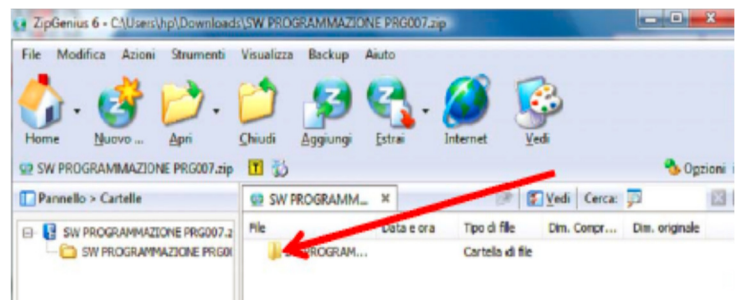 ZipGenius 6 - C:\Users\hp\Downloads\SW PROGRAMMAZIONE PRG007.zip
File Modifica Azioni Strumenti Visualizza Backup Aiuto
Home Nuovo ... Apri Chiudi Aggiungi Estrai Internet Vedi
SW PROGRAMMAZIONE PRG007.zip Opzioni
Pannello > Cartelle SW PROGRAMM... Vedi Cerca:
SW PROGRAMMAZIONE PRG007.z File Data e ora Tipo di file Dim. Compr... Dim. originale
SW PROGRAMMAZIONE PRG0 PROGRAM... Cartella di file